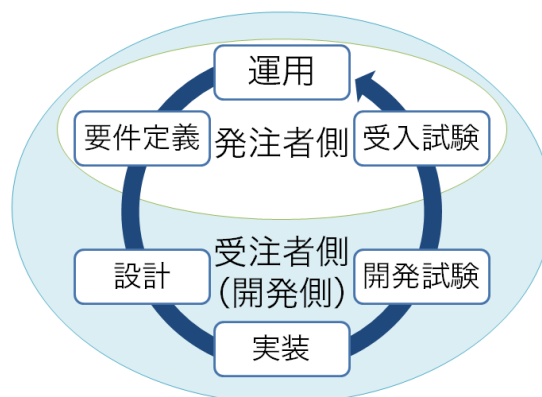 運用
要件定義
発注者側
受入試験
設計
受注者側
（開発側）
開発試験
実装